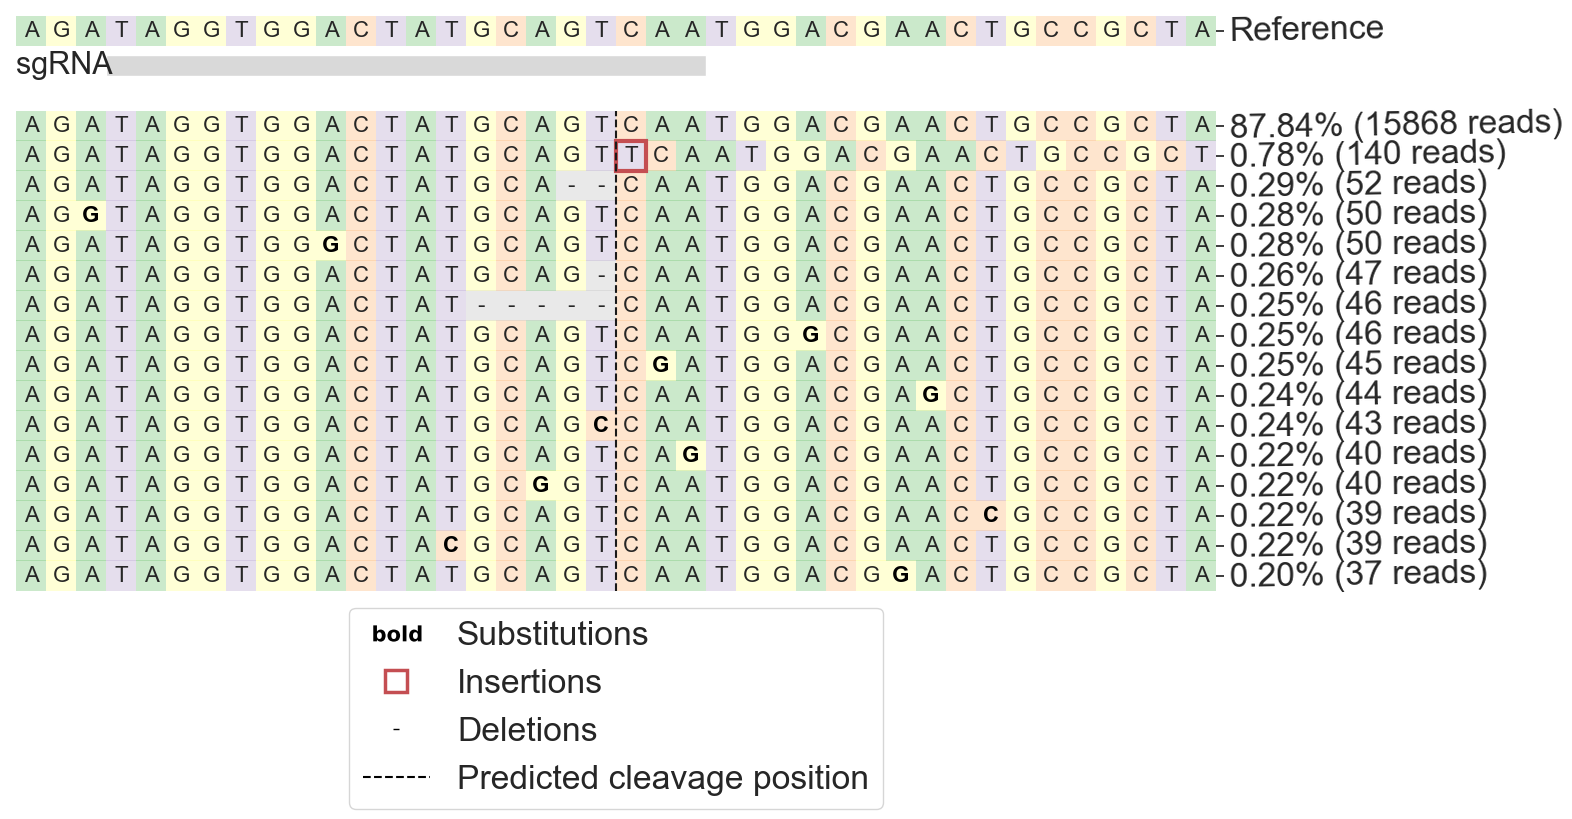 A G A T A G G T G G A C T A T G C A G T C A A T G G A C G A A C T G C C G C T A Reference
sgRNA
A G A T A G G T G G A C T A T G C A G T C A A T G G A C G A A C T G C C G C T A 87.84% (15868 reads)
A G A T A G G T G G A C T A T G C A G T T C A A T G G A C G A A C T G C C G C T 0.78% (140 reads)
A G A T A G G T G G A C T A T G C A - - C A A T G G A C G A A C T G C C G C T A 0.29% (52 reads)
A G G T A G G T G G A C T A T G C A G T C A A T G G A C G A A C T G C C G C T A 0.28% (50 reads)
A G A T A G G T G G G C T A T G C A G T C A A T G G A C G A A C T G C C G C T A 0.28% (50 reads)
A G A T A G G T G G A C T A T G C A G - C A A T G G A C G A A C T G C C G C T A 0.26% (47 reads)
A G A T A G G T G G A C T A T - - - - - C A A T G G A C G A A C T G C C G C T A 0.25% (46 reads)
A G A T A G G T G G A C T A T G C A G T C A A T G G G C G A A C T G C C G C T A 0.25% (46 reads)
A G A T A G G T G G A C T A T G C A G T C G A T G G A C G A A C T G C C G C T A 0.25% (45 reads)
A G A T A G G T G G A C T A T G C A G T C A A T G G A C G A G C T G C C G C T A 0.24% (44 reads)
A G A T A G G T G G A C T A T G C A G C C A A T G G A C G A A C T G C C G C T A 0.24% (43 reads)
A G A T A G G T G G A C T A T G C A G T C A G T G G A C G A A C T G C C G C T A 0.22% (40 reads)
A G A T A G G T G G A C T A T G C G G T C A A T G G A C G A A C T G C C G C T A 0.22% (40 reads)
A G A T A G G T G G A C T A T G C A G T C A A T G G A C G A A C C G C C G C T A 0.22% (39 reads)
A G A T A G G T G G A C T A C G C A G T C A A T G G A C G A A C T G C C G C T A 0.22% (39 reads)
A G A T A G G T G G A C T A T G C A G T C A A T G G A C G G A C T G C C G C T A 0.20% (37 reads)
bold Substitutions
Insertions
- Deletions
Predicted cleavage position